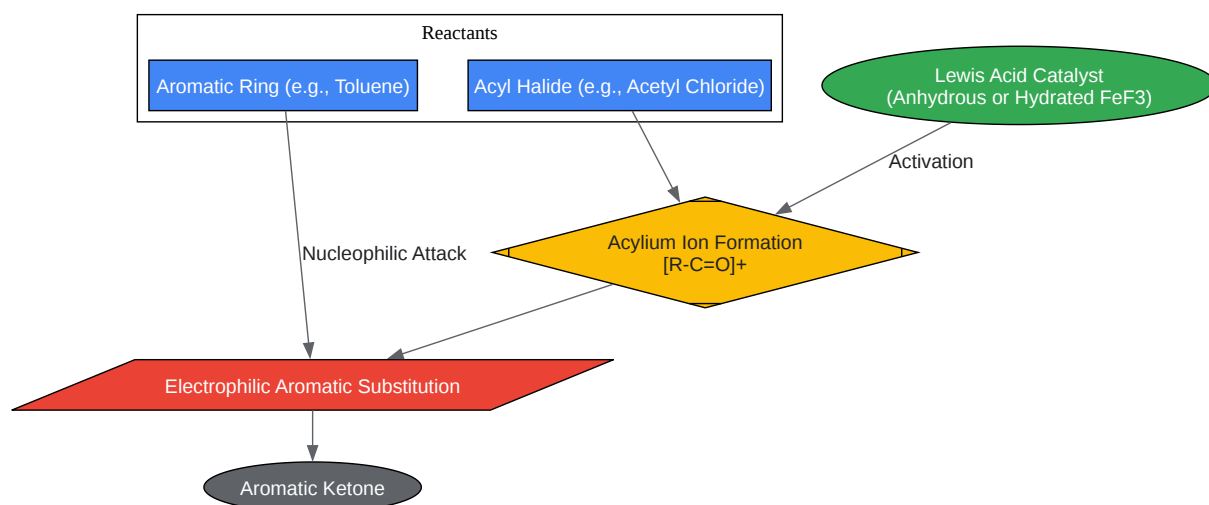 Reactants
Aromatic Ring (e.g., Toluene)
Acyl Halide (e.g., Acetyl Chloride)
Lewis Acid Catalyst
(Anhydrous or Hydrated FeF3)
Activation
Acylium Ion Formation
[R-C=O]+
Nucleophilic Attack
Electrophilic Aromatic Substitution
Aromatic Ketone